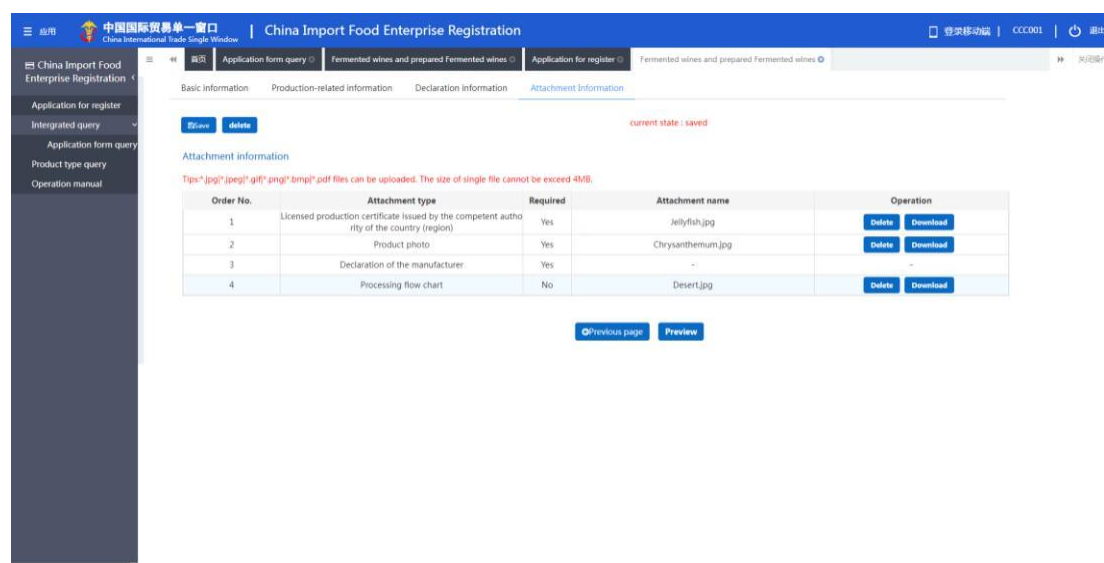 应用
中国国际贸易单一窗口
China International Trade Single Window
China Import Food Enterprise Registration
登录移动端
CCC001
退出
China Import Food
Enterprise Registration
首页
Application form query
Fermented wines and prepared Fermented wines
Application for register
Fermented wines and prepared Fermented wines
关闭操作
Application for register
Intergrated query
Application form query
Product type query
Operation manual
Basic information
Production-related information
Declaration information
Attachment Information
Save
delete
current state : saved
Attachment information
Tips:*.jpg|*.jpeg|*.gif|*.png|*.bmp|*.pdf files can be uploaded. The size of single file cannot be exceed 4MB.
Order No. Attachment type Required Attachment name Operation
1 Licensed production certificate issued by the competent autho
rity of the country (region) Yes Jellyfish.jpg Delete Download
2 Product photo Yes Chrysanthemum.jpg Delete Download
3 Declaration of the manufacturer Yes - -
4 Processing flow chart No Desert.jpg Delete Download
Previous page
Preview